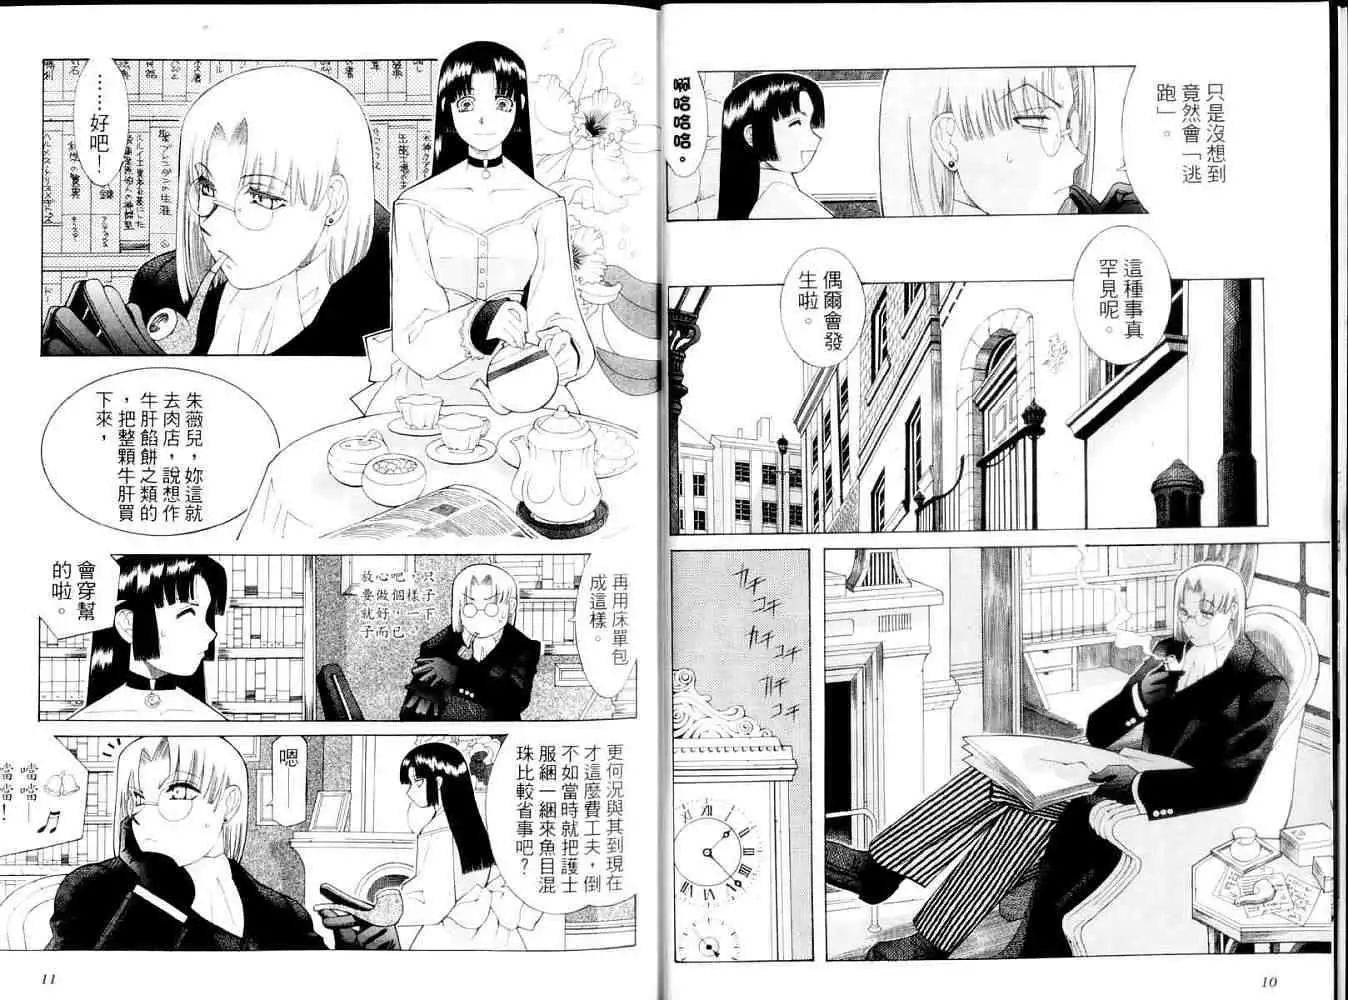 只是沒想到
竟然會「逃
跑」。
啊哈哈哈。
這種事真
罕見呢。
偶爾會發
生啦。
カチ
コチ
カチ
コチ
……好吧！
朱薇兒，妳這就
去肉店，說想作
牛肝餡餅之類的
，把整顆牛肝買
下來，
再用床單包
成這樣。
放心吧，只
要做個樣子
就好，一下
子而已。
會穿幫
的啦。
更何況與其到現在
才這麼費工夫，倒
不如當時就把護士
服綑一綑來魚目混
珠比較省事吧？
嗯
噹噹
噹噹！
10
11